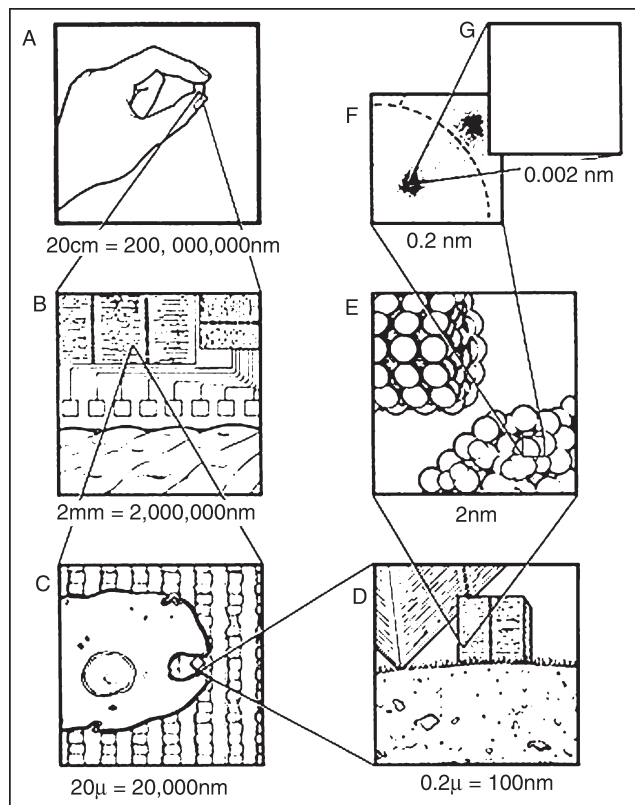 A
20cm = 200, 000,000nm
B
2mm = 2,000,000nm
C
20μ = 20,000nm
D
0.2μ = 100nm
E
2nm
F
0.2 nm
G
0.002 nm